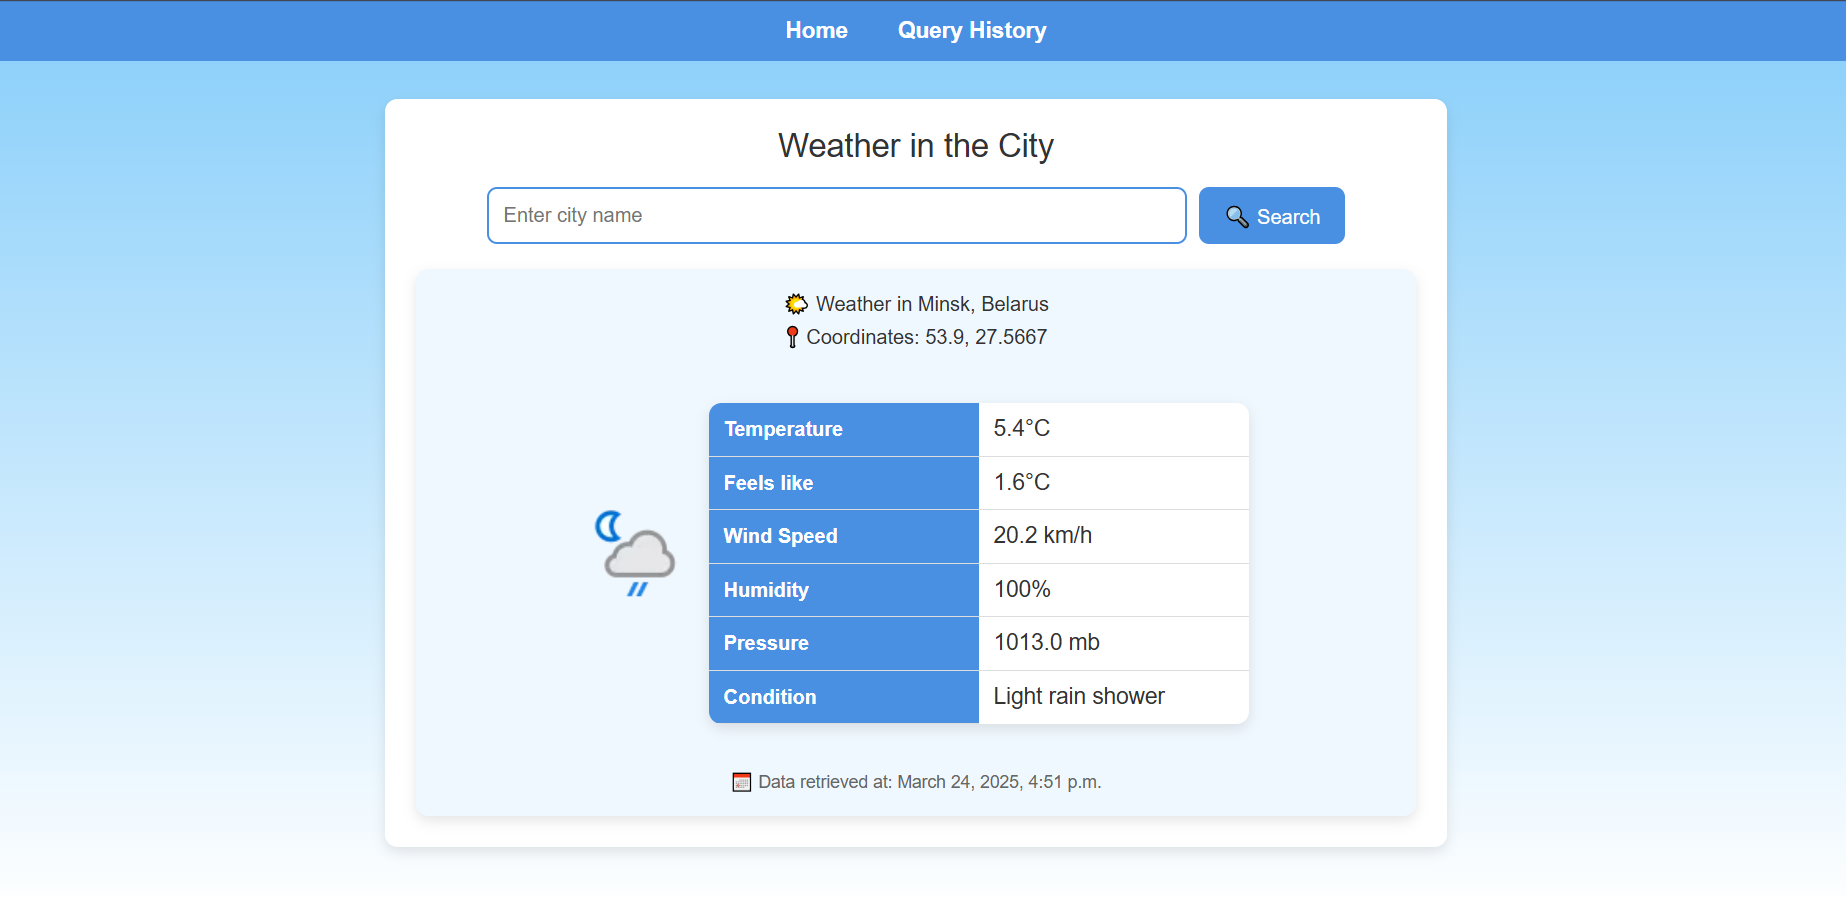 Home Query History
Weather in the City
Enter city name
Search
Weather in Minsk, Belarus
Coordinates: 53.9, 27.5667
Temperature 5.4°C
Feels like 1.6°C
Wind Speed 20.2 km/h
Humidity 100%
Pressure 1013.0 mb
Condition Light rain shower
Data retrieved at: March 24, 2025, 4:51 p.m.